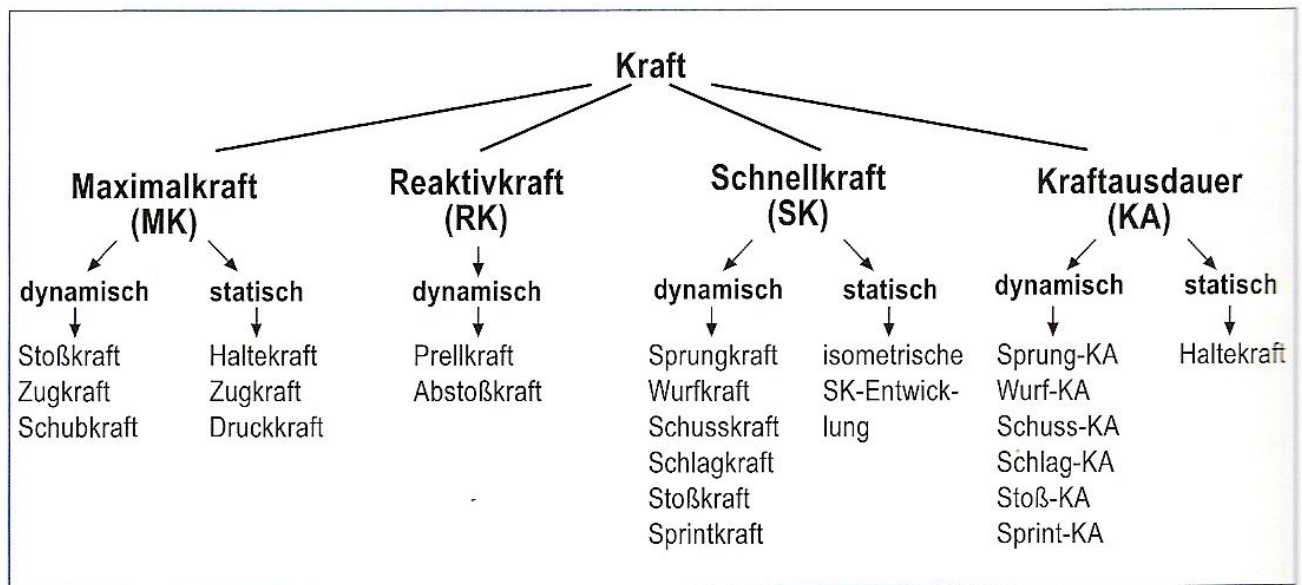 Kraft
Maximalkraft
(MK)
Reaktivkraft
(RK)
Schnellkraft
(SK)
Kraftausdauer
(KA)
dynamisch
statisch
dynamisch
dynamisch
statisch
dynamisch
statisch
Stoßkraft
Zugkraft
Schubkraft
Haltekraft
Zugkraft
Druckkraft
Prellkraft
Abstoßkraft
Sprungkraft
Wurfkraft
Schusskraft
Schlagkraft
Stoßkraft
Sprintkraft
isometrische
SK-Entwick-
lung
Sprung-KA
Wurf-KA
Schuss-KA
Schlag-KA
Stoß-KA
Sprint-KA
Haltekraft